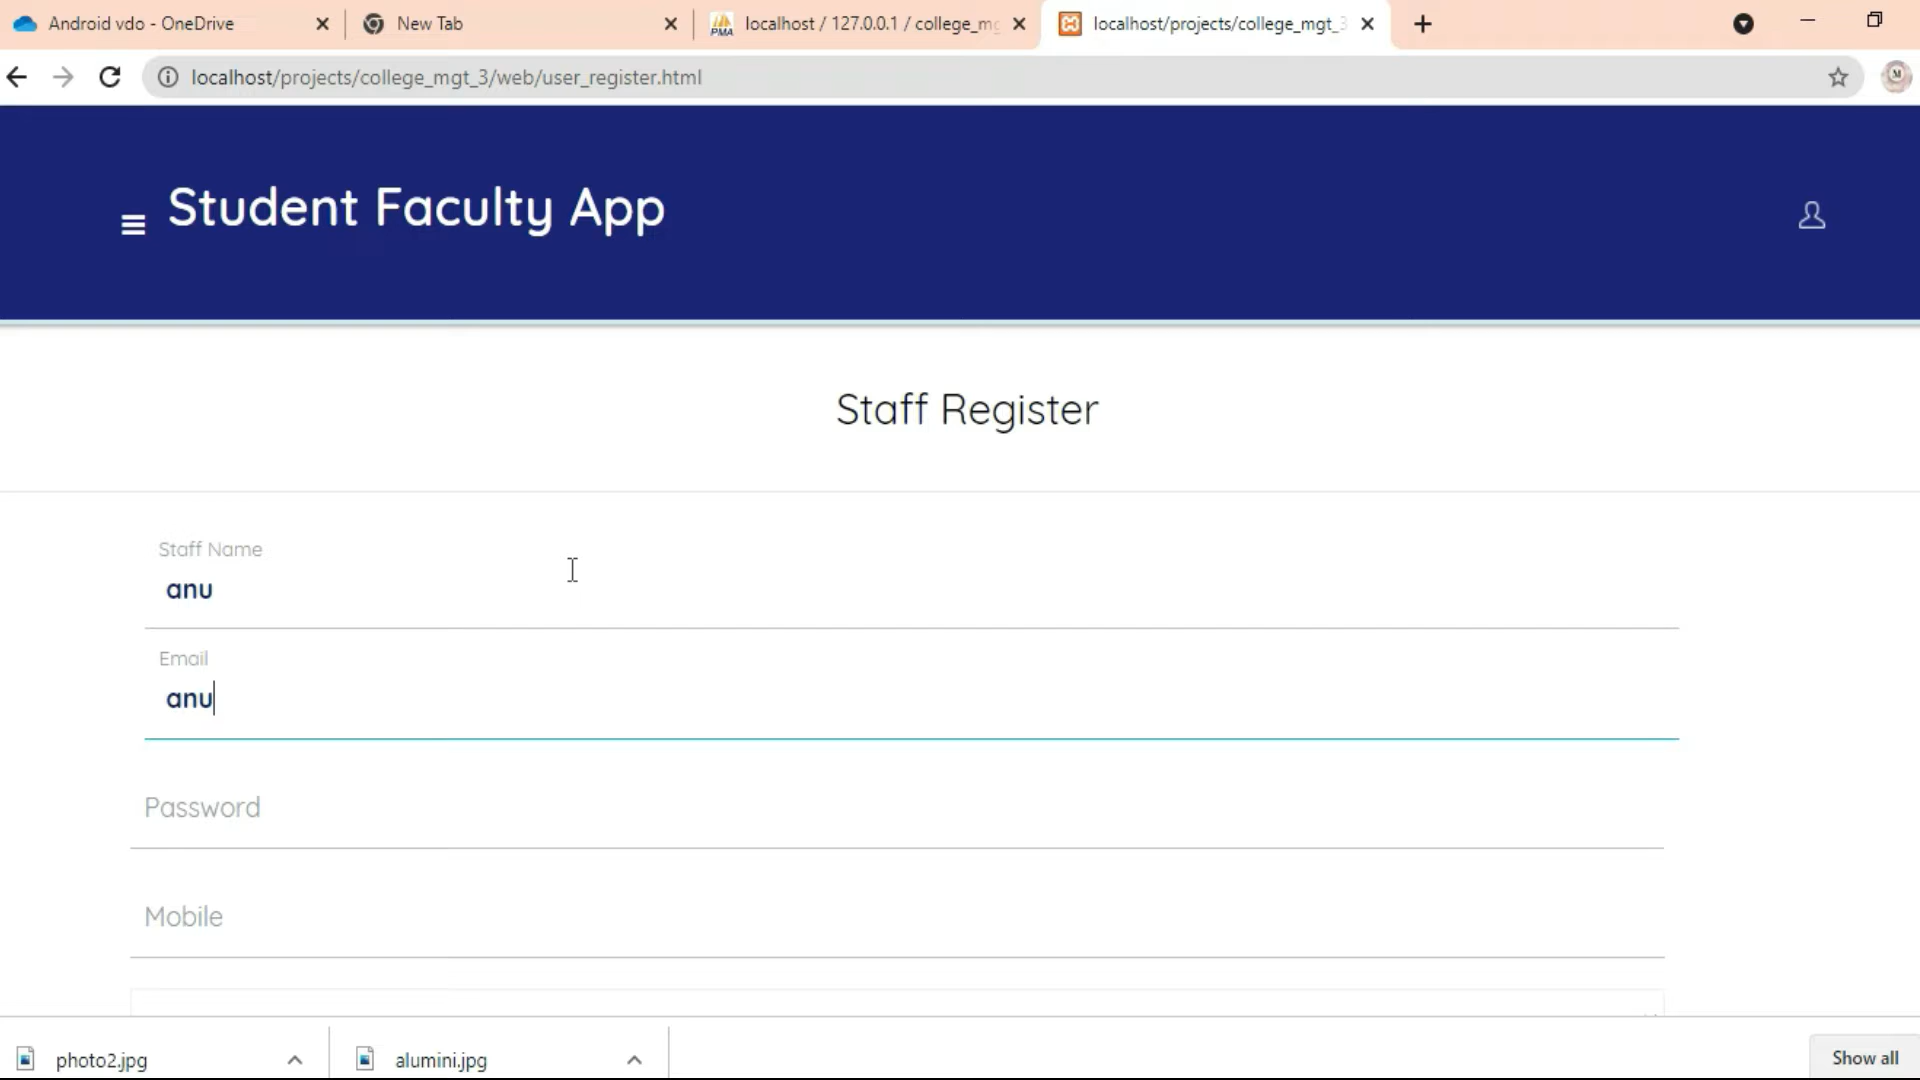 Android vdo - OneDrive
New Tab
localhost / 127.0.0.1 / college_m
localhost/projects/college_mgt_3
localhost/projects/college_mgt_3/web/user_register.html
M
Student Faculty App
Staff Register
Staff Name
anu
Email
anu
Password
Mobile
photo2.jpg
alumini.jpg
Show all
PMA